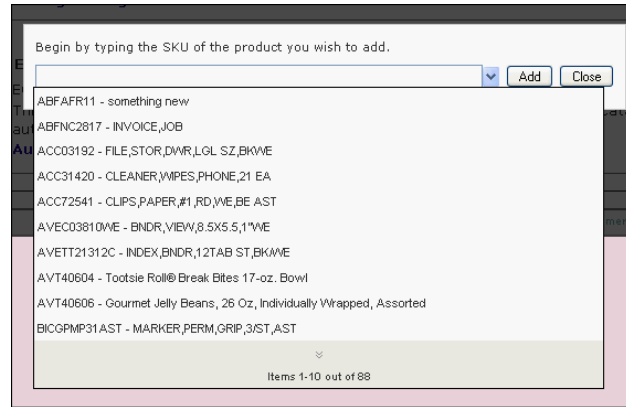 Begin by typing the SKU of the product you wish to add.
Add Close
ABFAFR11 - something new
ABFNC2817 - INVOICE,JOB
ACC03192 - FILE,STOR,DWR,LGL SZ,BKWE
ACC31420 - CLEANER,WIPES,PHONE,21 EA
ACC72541 - CLIPS,PAPER,#1,RD,WE,BE AST
AVEC03810WE - BNDR,VIEW,8.5X5.5,1"WE
AVETT21312C - INDEX,BNDR,12TAB ST,BK/WE
AVT40604 - Tootsie Roll® Break Bites 17-oz. Bowl
AVT40606 - Gourmet Jelly Beans, 26 Oz, Individually Wrapped, Assorted
BICGPMP31AST - MARKER,PERM,GRIP,3/ST,AST
Items 1-10 out of 88